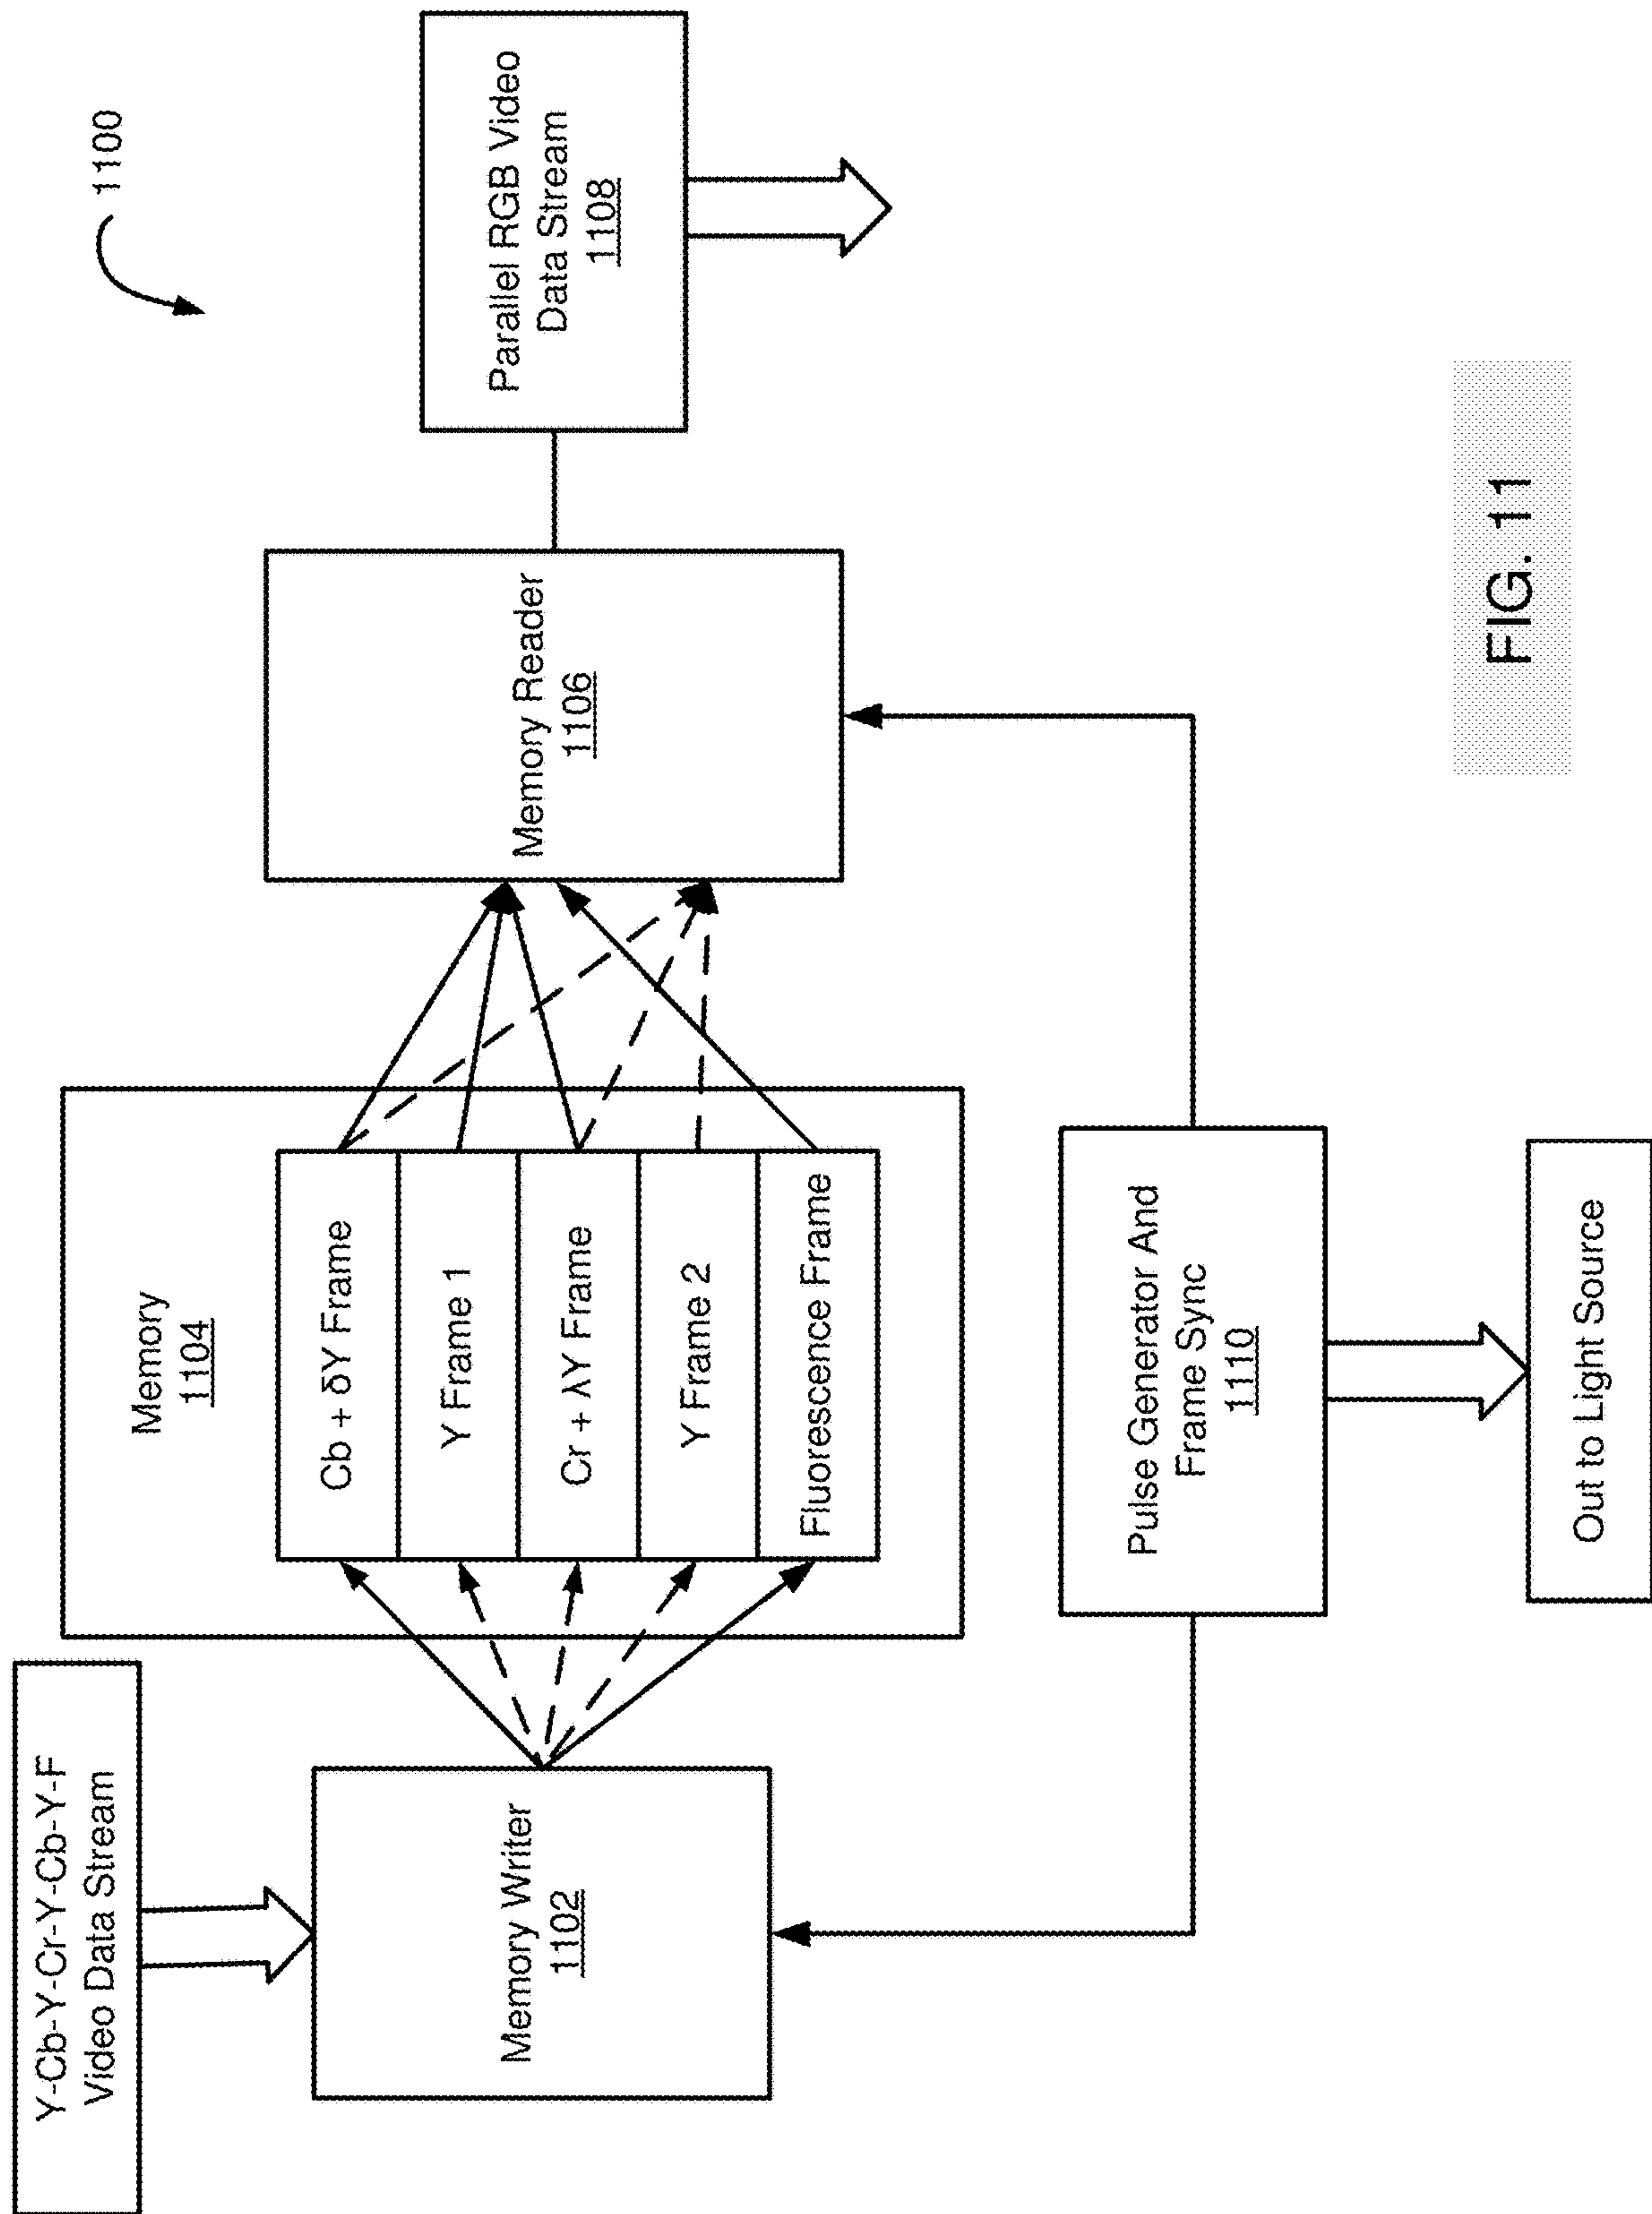 1100
Y-Cb-Y-Cr-Y-Cb-Y-F
Video Data Stream
Memory Writer
1102
Memory
1104
Cb + δY Frame
Y Frame 1
Cr + λY Frame
Y Frame 2
Fluorescence Frame
Memory Reader
1106
Parallel RGB Video
Data Stream
1108
Pulse Generator And
Frame Sync
1110
Out to Light Source
FIG. 11